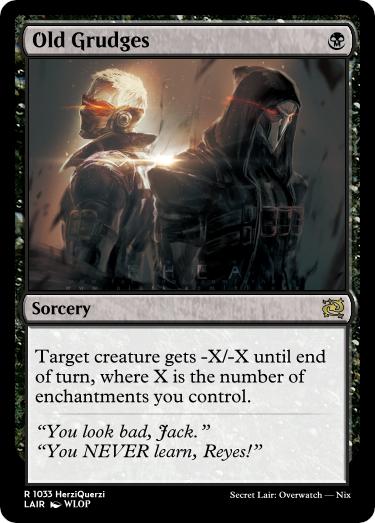 Old Grudges
Sorcery
Target creature gets -X/-X until end
of turn, where X is the number of
enchantments you control.
"You look bad, Jack."
"You NEVER learn, Reyes!"
R 1033 HerziQuerzi
Secret Lair: Overwatch — Nix
LAIR WLOP